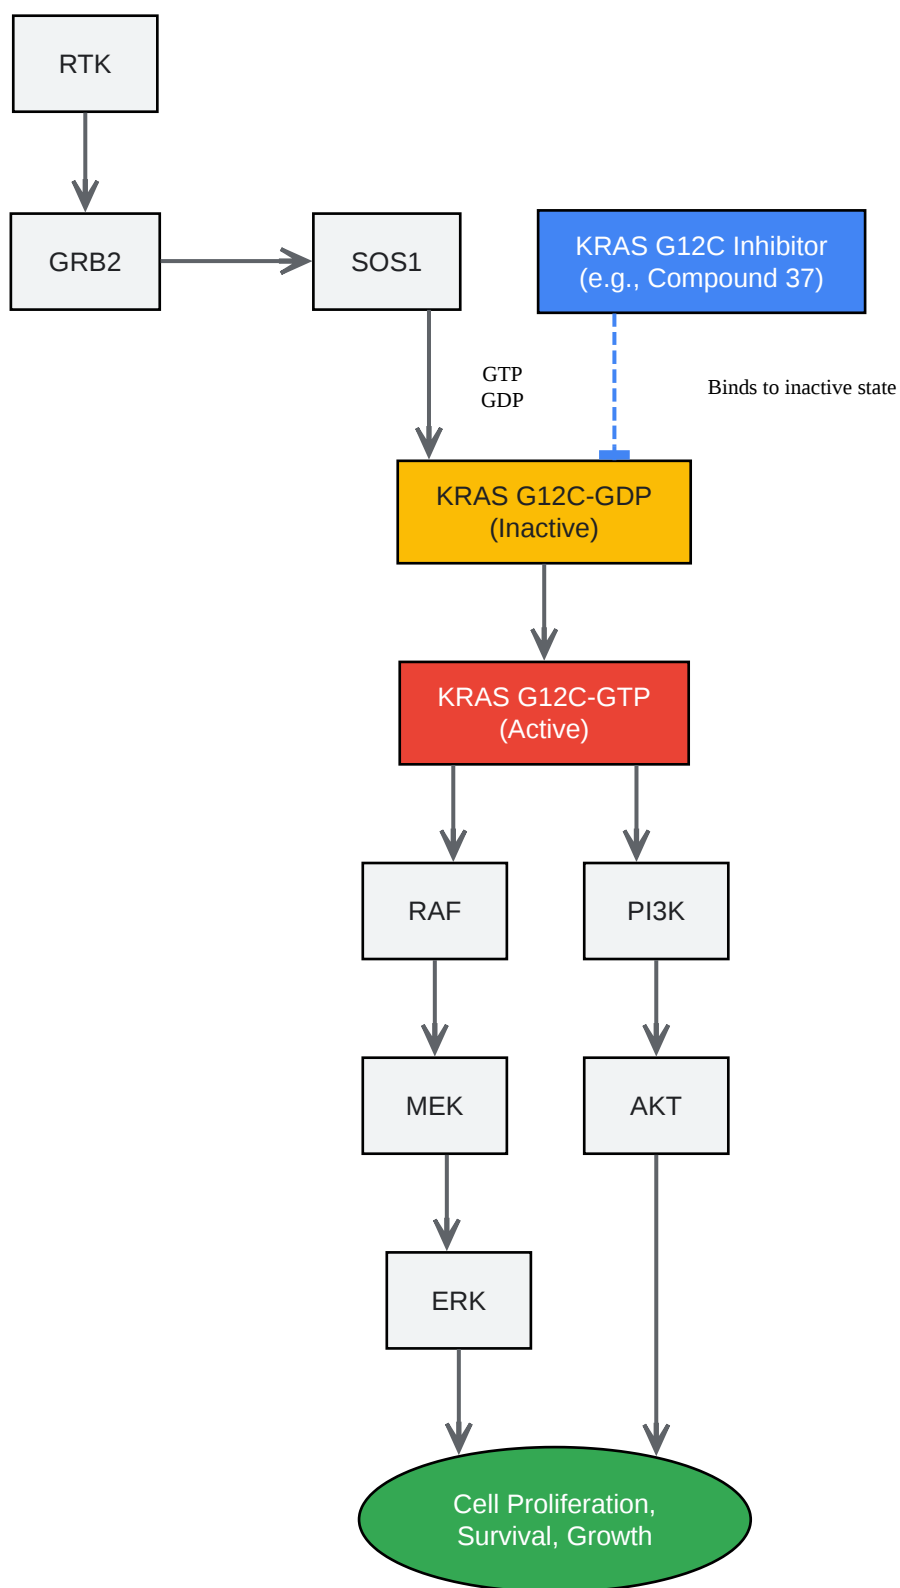 RTK
GRB2
SOS1
KRAS G12C Inhibitor
(e.g., Compound 37)
GTP
GDP
Binds to inactive state
KRAS G12C-GDP
(Inactive)
KRAS G12C-GTP
(Active)
RAF
PI3K
MEK
AKT
ERK
Cell Proliferation,
Survival, Growth